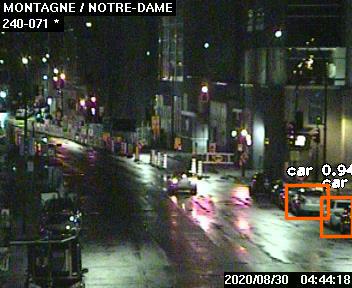 MONTAGNE / NOTRE-DAME
240-071 *
car 0.94
car
2020/08/30 04:44:18